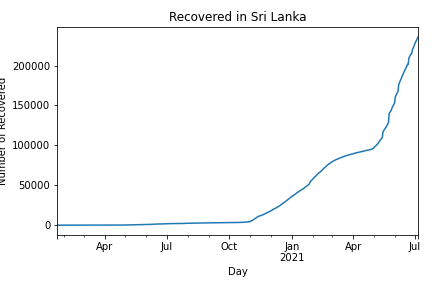 Recovered in Sri Lanka
Number of Recovered
200000
150000
100000
50000
0
Apr
Jul
Oct
Jan
2021
Apr
Jul
Day